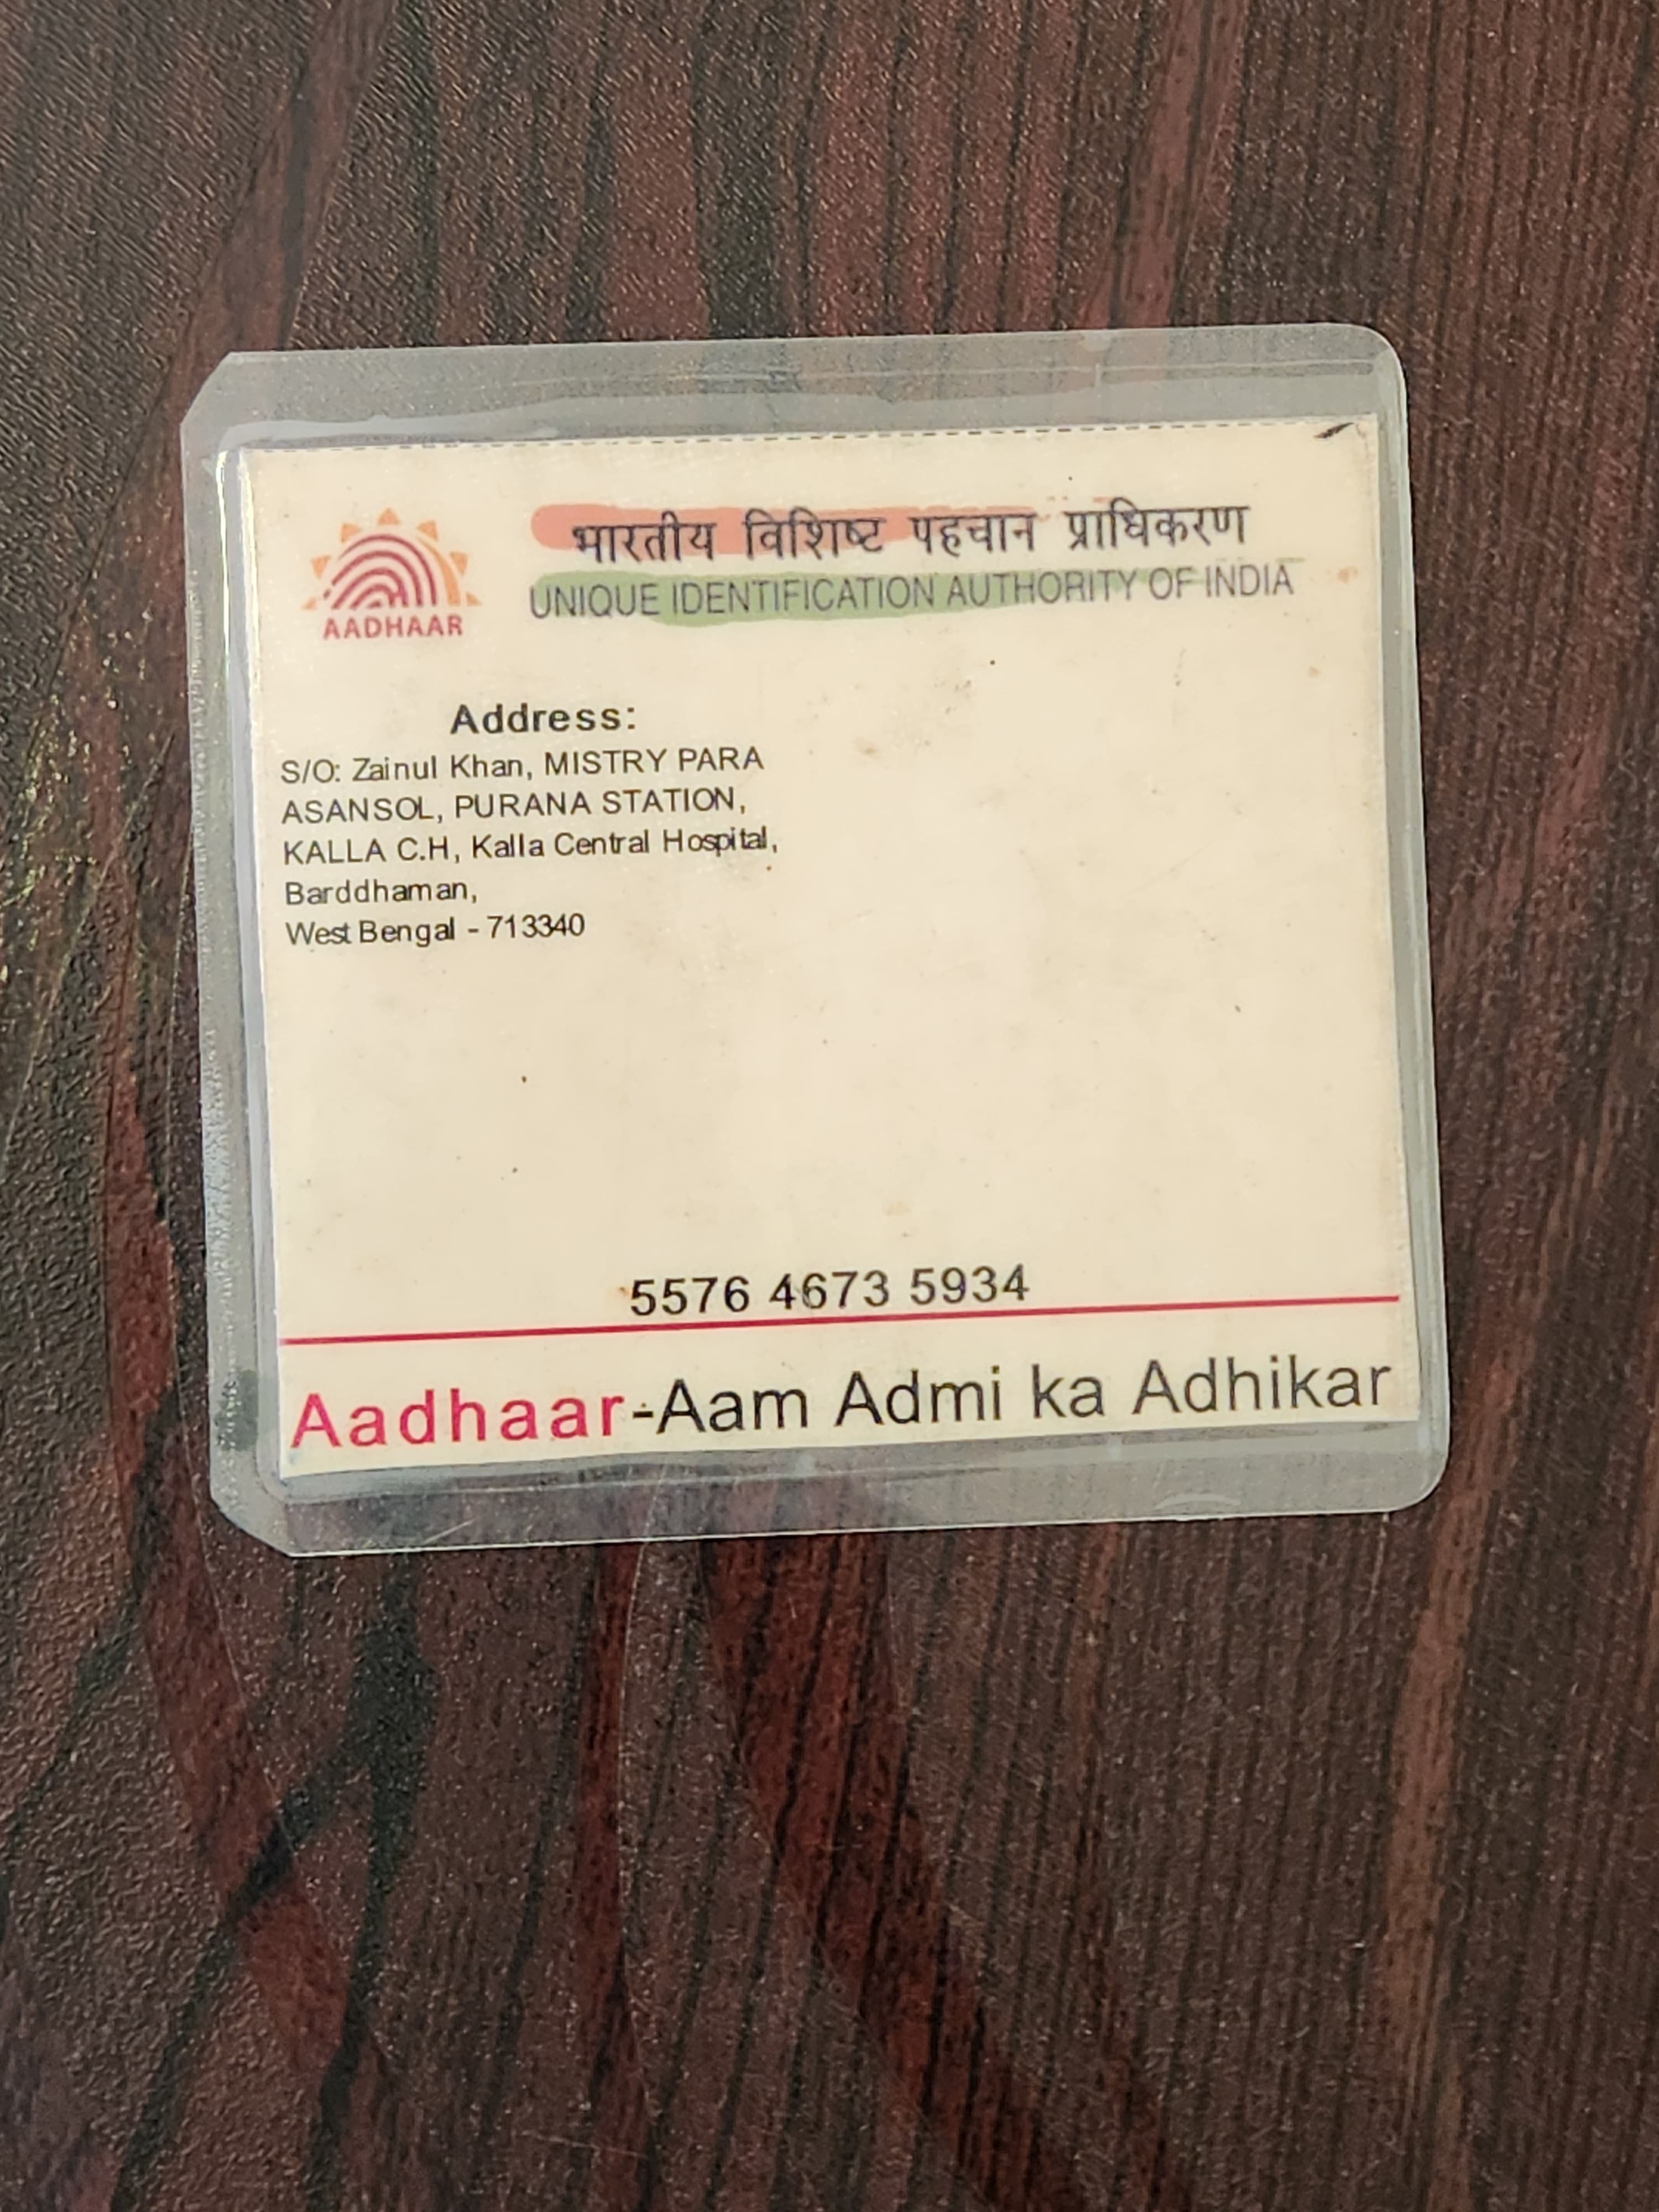 भारतीय विशिष्ट पहचान प्राधिकरण
UNIQUE IDENTIFICATION AUTHORITY OF INDIA
AADHAAR
Address:
S/O: Zainul Khan, MISTRY PARA
ASANSOL, PURANA STATION,
KALLA C.H, Kalla Central Hospital,
Barddhaman,
West Bengal - 713340
5576 4673 5934
Aadhaar-Aam Admi ka Adhikar